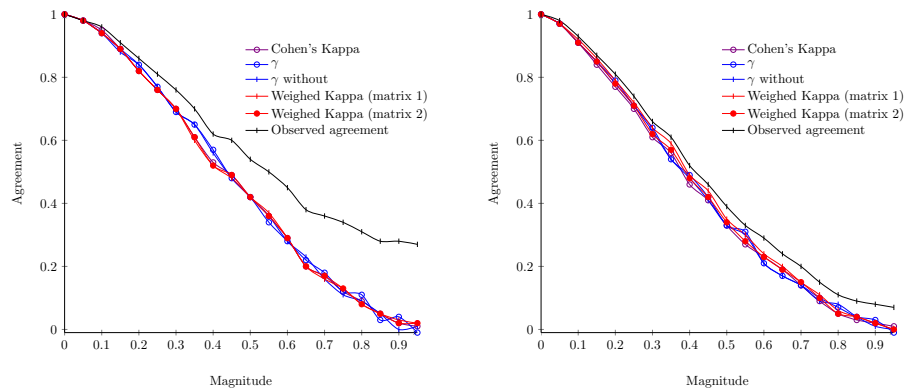 1
0.8
0.6
0.4
0.2
0
Agreement
0 0.1 0.2 0.3 0.4 0.5 0.6 0.7 0.8 0.9
Magnitude
Cohen's Kappa
γ
γ without
Weighed Kappa (matrix 1)
Weighed Kappa (matrix 2)
Observed agreement
1
0.8
0.6
0.4
0.2
0
Agreement
0 0.1 0.2 0.3 0.4 0.5 0.6 0.7 0.8 0.9
Magnitude
Cohen's Kappa
γ
γ without
Weighed Kappa (matrix 1)
Weighed Kappa (matrix 2)
Observed agreement